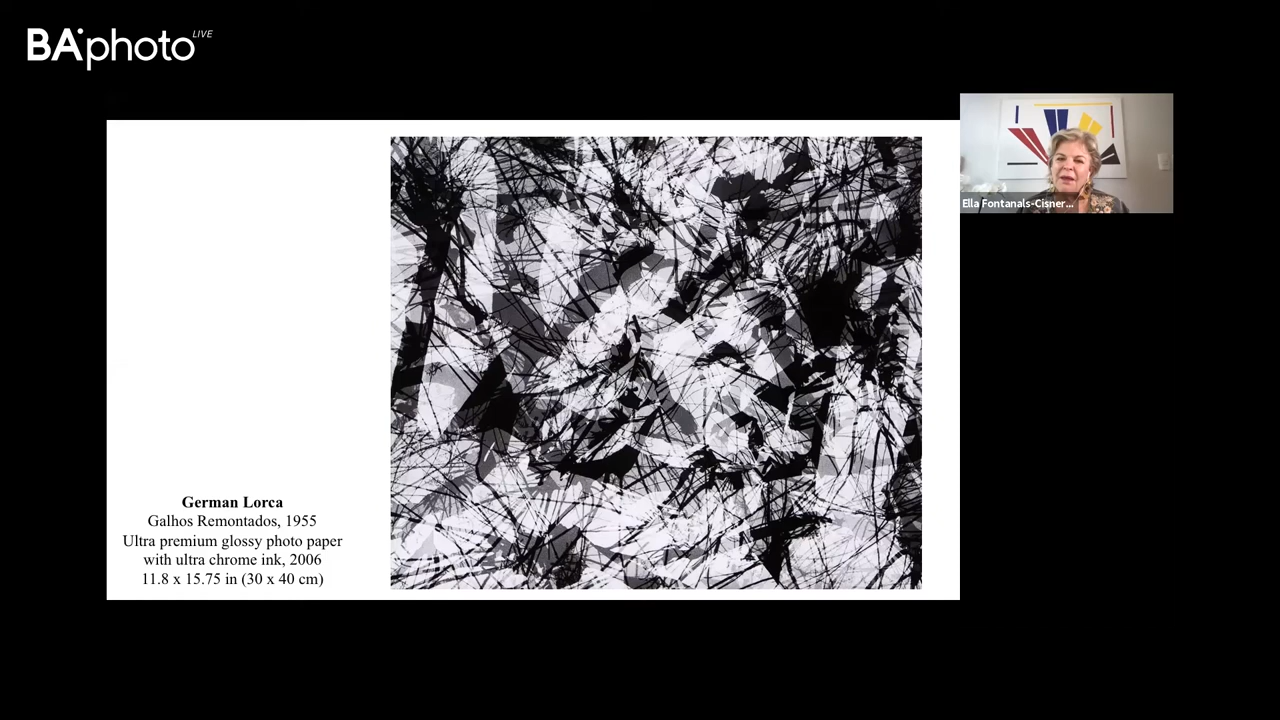 BAphoto LIVE
Ella Fontanals-Cisner...
German Lorca
Galhos Remontados, 1955
Ultra premium glossy photo paper
with ultra chrome ink, 2006
11.8 x 15.75 in (30 x 40 cm)